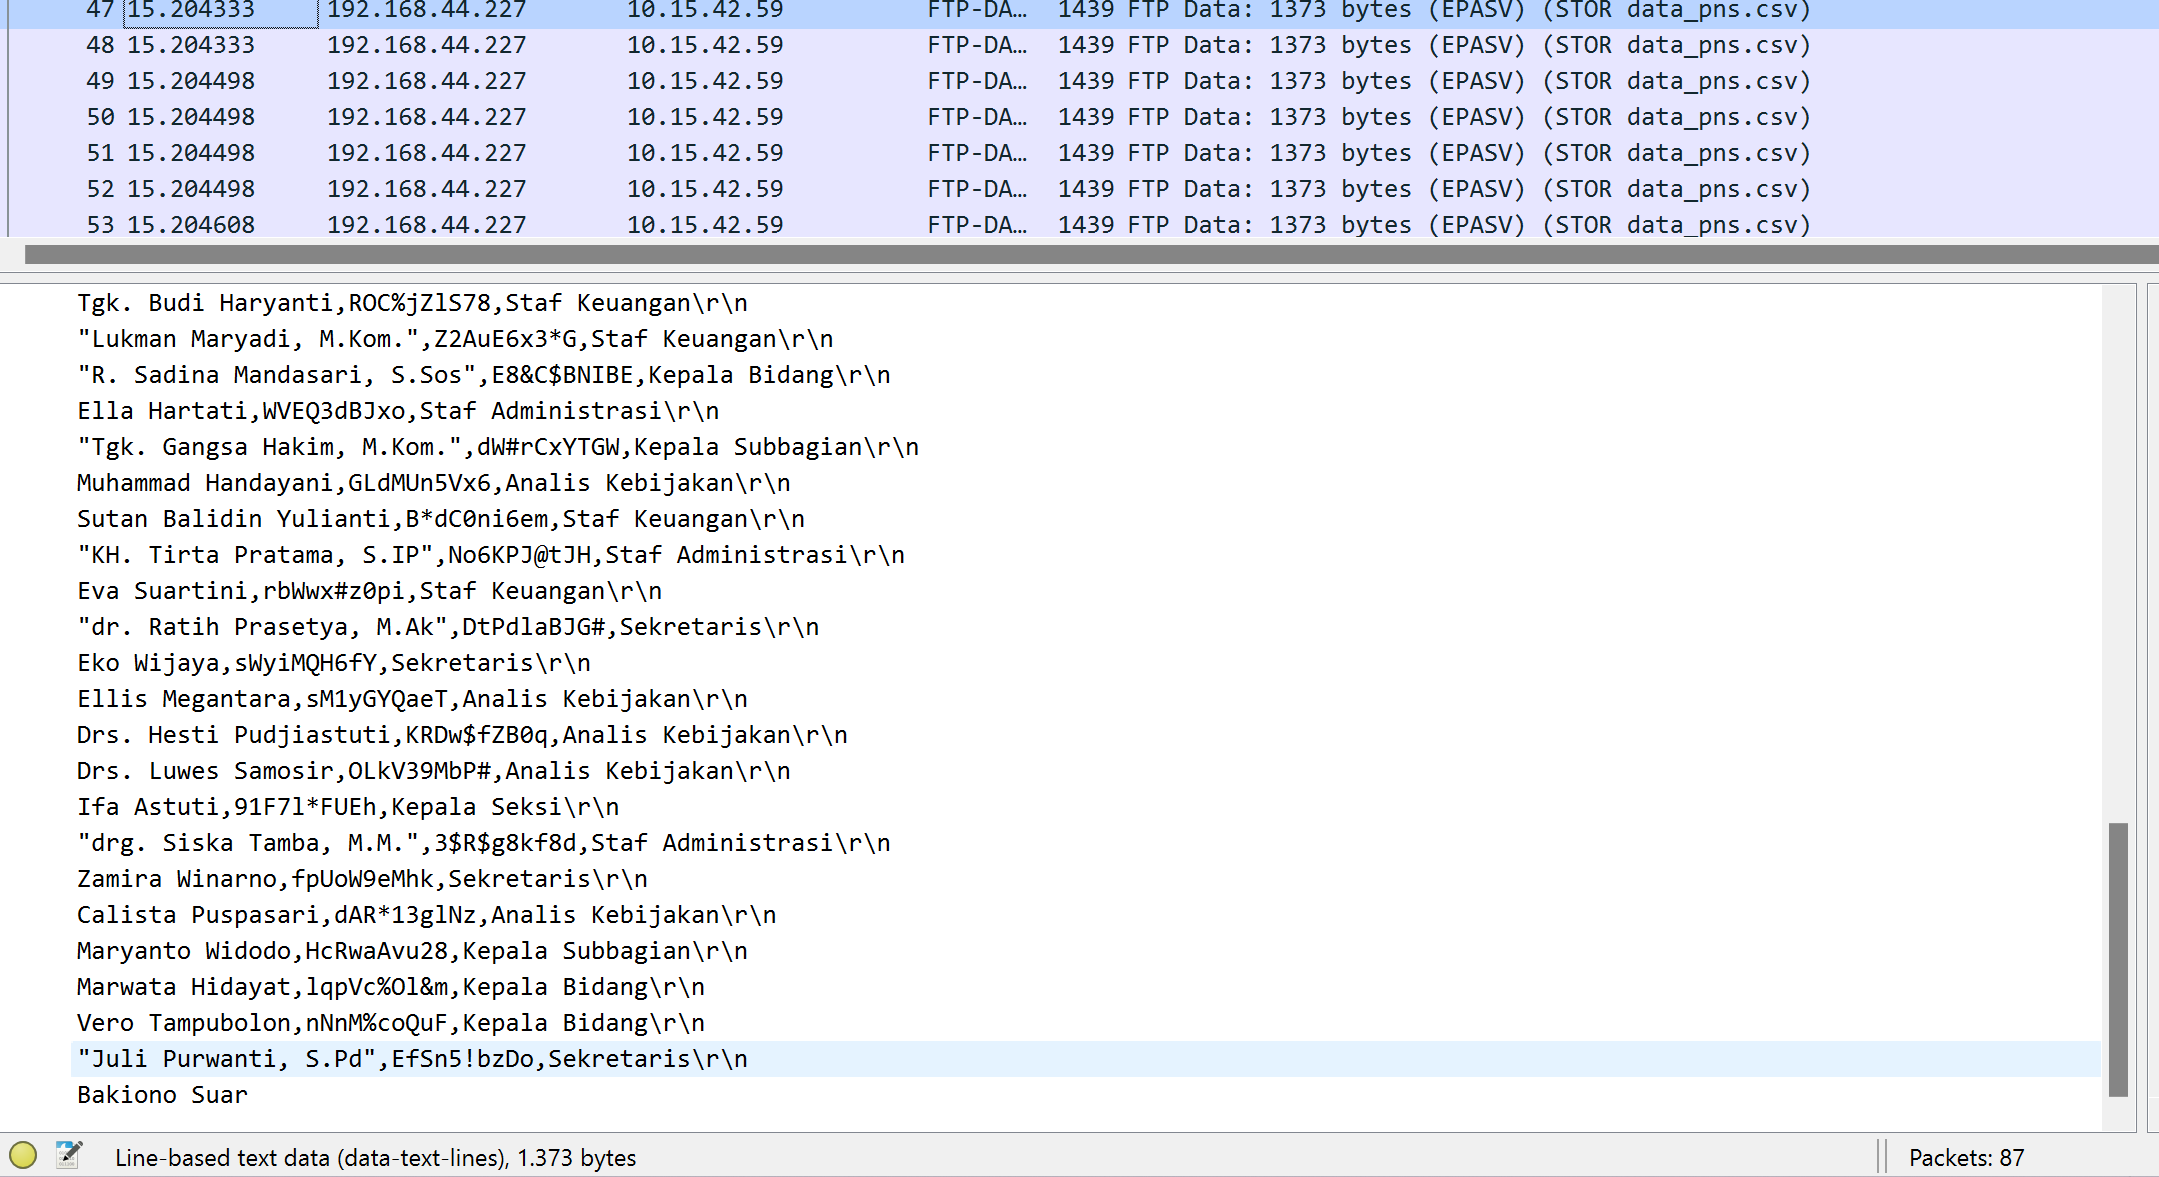 47 15.204333 192.168.44.227 10.15.42.59 FTP-DA… 1439 FTP Data: 1373 bytes (EPASV) (STOR data_pns.csv)
48 15.204333 192.168.44.227 10.15.42.59 FTP-DA… 1439 FTP Data: 1373 bytes (EPASV) (STOR data_pns.csv)
49 15.204498 192.168.44.227 10.15.42.59 FTP-DA… 1439 FTP Data: 1373 bytes (EPASV) (STOR data_pns.csv)
50 15.204498 192.168.44.227 10.15.42.59 FTP-DA… 1439 FTP Data: 1373 bytes (EPASV) (STOR data_pns.csv)
51 15.204498 192.168.44.227 10.15.42.59 FTP-DA… 1439 FTP Data: 1373 bytes (EPASV) (STOR data_pns.csv)
52 15.204498 192.168.44.227 10.15.42.59 FTP-DA… 1439 FTP Data: 1373 bytes (EPASV) (STOR data_pns.csv)
53 15.204608 192.168.44.227 10.15.42.59 FTP-DA… 1439 FTP Data: 1373 bytes (EPASV) (STOR data_pns.csv)
Tgk. Budi Haryanti,ROC%jZlS78,Staf Keuangan\r\n
"Lukman Maryadi, M.Kom.",Z2AuE6x3*G,Staf Keuangan\r\n
"R. Sadina Mandasari, S.Sos",E8&C$BNIBE,Kepala Bidang\r\n
Ella Hartati,WVEQ3dBJxo,Staf Administrasi\r\n
"Tgk. Gangsa Hakim, M.Kom.",dW#rCxYTGW,Kepala Subbagian\r\n
Muhammad Handayani,GLdMUn5Vx6,Analis Kebijakan\r\n
Sutan Balidin Yulianti,B*dC0ni6em,Staf Keuangan\r\n
"KH. Tirta Pratama, S.IP",No6KPJ@tJH,Staf Administrasi\r\n
Eva Suartini,rbWwx#z0pi,Staf Keuangan\r\n
"dr. Ratih Prasetya, M.Ak",DtPdlaBJG#,Sekretaris\r\n
Eko Wijaya,sWyiMQH6fY,Sekretaris\r\n
Ellis Megantara,sM1yGYQaeT,Analis Kebijakan\r\n
Drs. Hesti Pudjiastuti,KRDw$fZB0q,Analis Kebijakan\r\n
Drs. Luwes Samosir,OLkV39MbP#,Analis Kebijakan\r\n
Ifa Astuti,91F7l*FUEh,Kepala Seksi\r\n
"drg. Siska Tamba, M.M.",3$R$g8kf8d,Staf Administrasi\r\n
Zamira Winarno,fpUoW9eMhk,Sekretaris\r\n
Calista Puspasari,dAR*13glNz,Analis Kebijakan\r\n
Maryanto Widodo,HcRwaAvu28,Kepala Subbagian\r\n
Marwata Hidayat,lqpVc%Ol&m,Kepala Bidang\r\n
Vero Tampubolon,nNnM%coQuF,Kepala Bidang\r\n
"Juli Purwanti, S.Pd",EfSn5!bzDo,Sekretaris\r\n
Bakiono Suar
Line-based text data (data-text-lines), 1.373 bytes Packets: 87